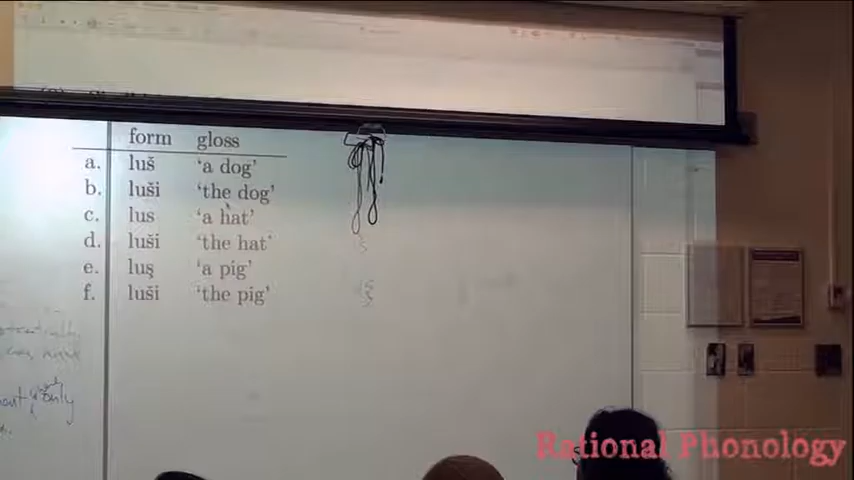 form gloss
a. luš ‘a dog’
b. luši ‘the dog’
c. lus ‘a hat’
d. luši ‘the hat’
e. luş ‘a pig’
f. luši ‘the pig’
only
Rational Phonology